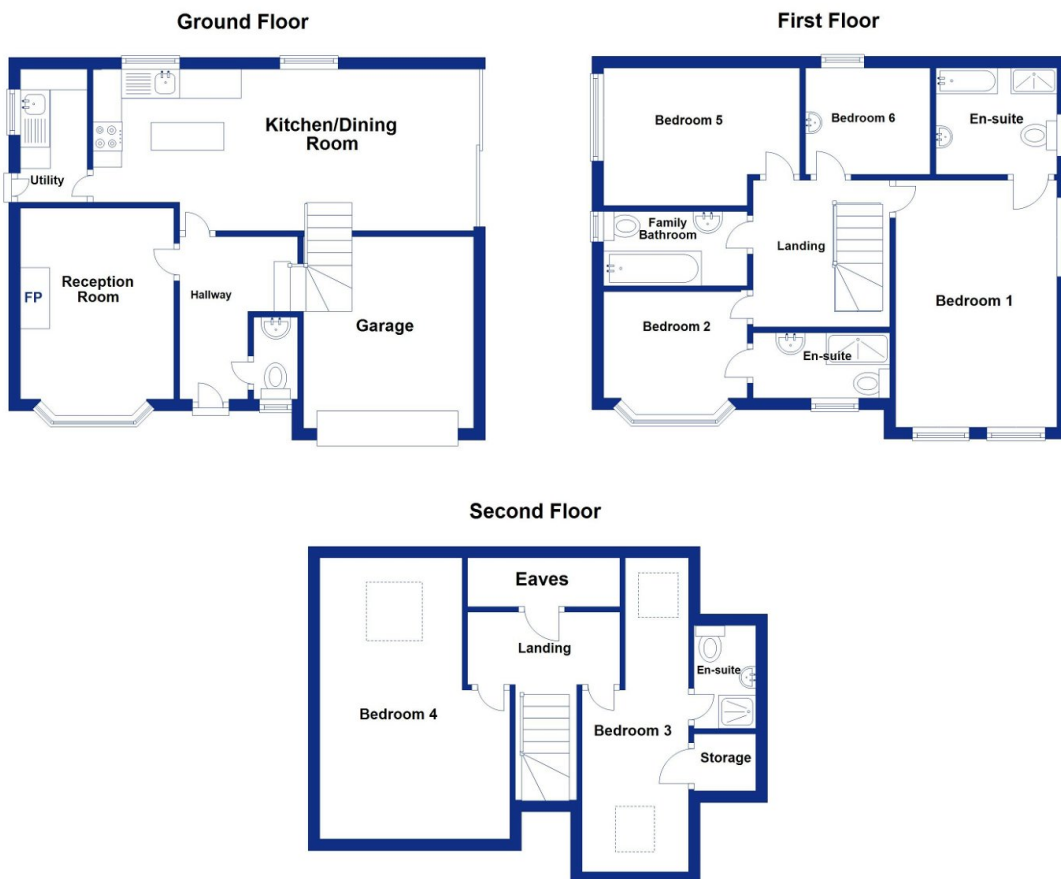 Ground Floor
Kitchen/Dining
Room
Utility
Reception
Room
FP
Hallway
Garage
First Floor
Bedroom 5
Bedroom 6
En-suite
Family
Bathroom
Landing
Bedroom 1
Bedroom 2
En-suite
Second Floor
Eaves
Landing
En-suite
Bedroom 4
Bedroom 3
Storage